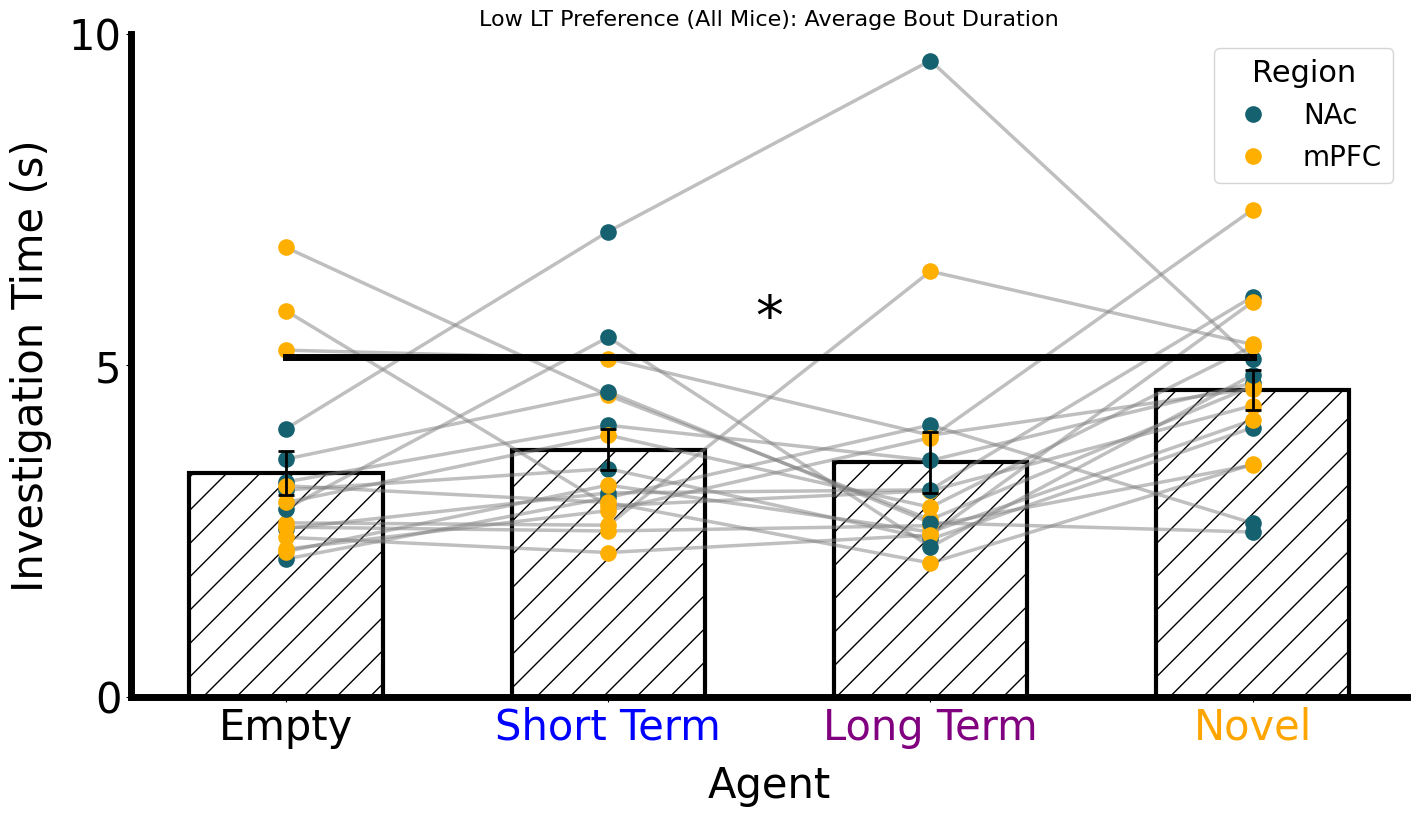 Low LT Preference (All Mice): Average Bout Duration
10
5
0
Investigation Time (s)
Region
NAc
mPFC
*
Empty
Short Term
Long Term
Novel
Agent